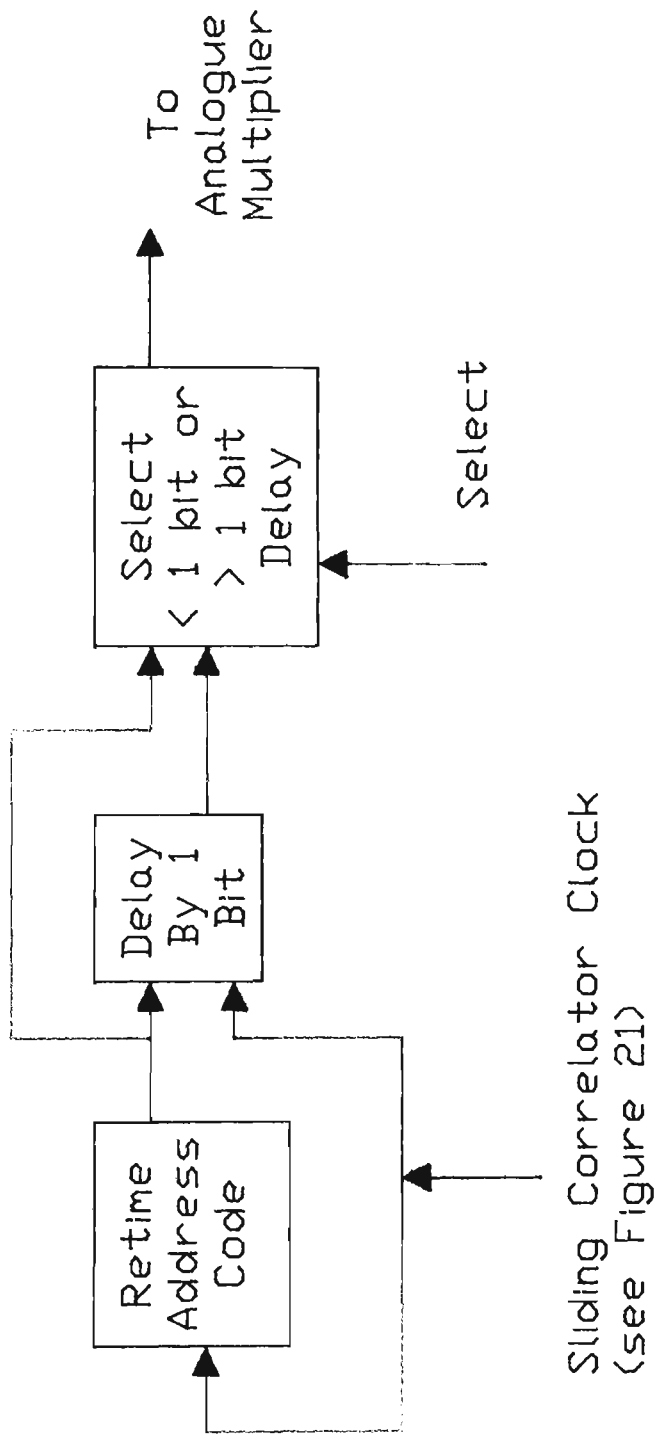 Retime
Address
Code
Delay
By 1
Bit
Select
< 1 bit or
> 1 bit
Delay
To
Analogue
Multiplier
Select
Sliding Correlator Clock
(see Figure 21)